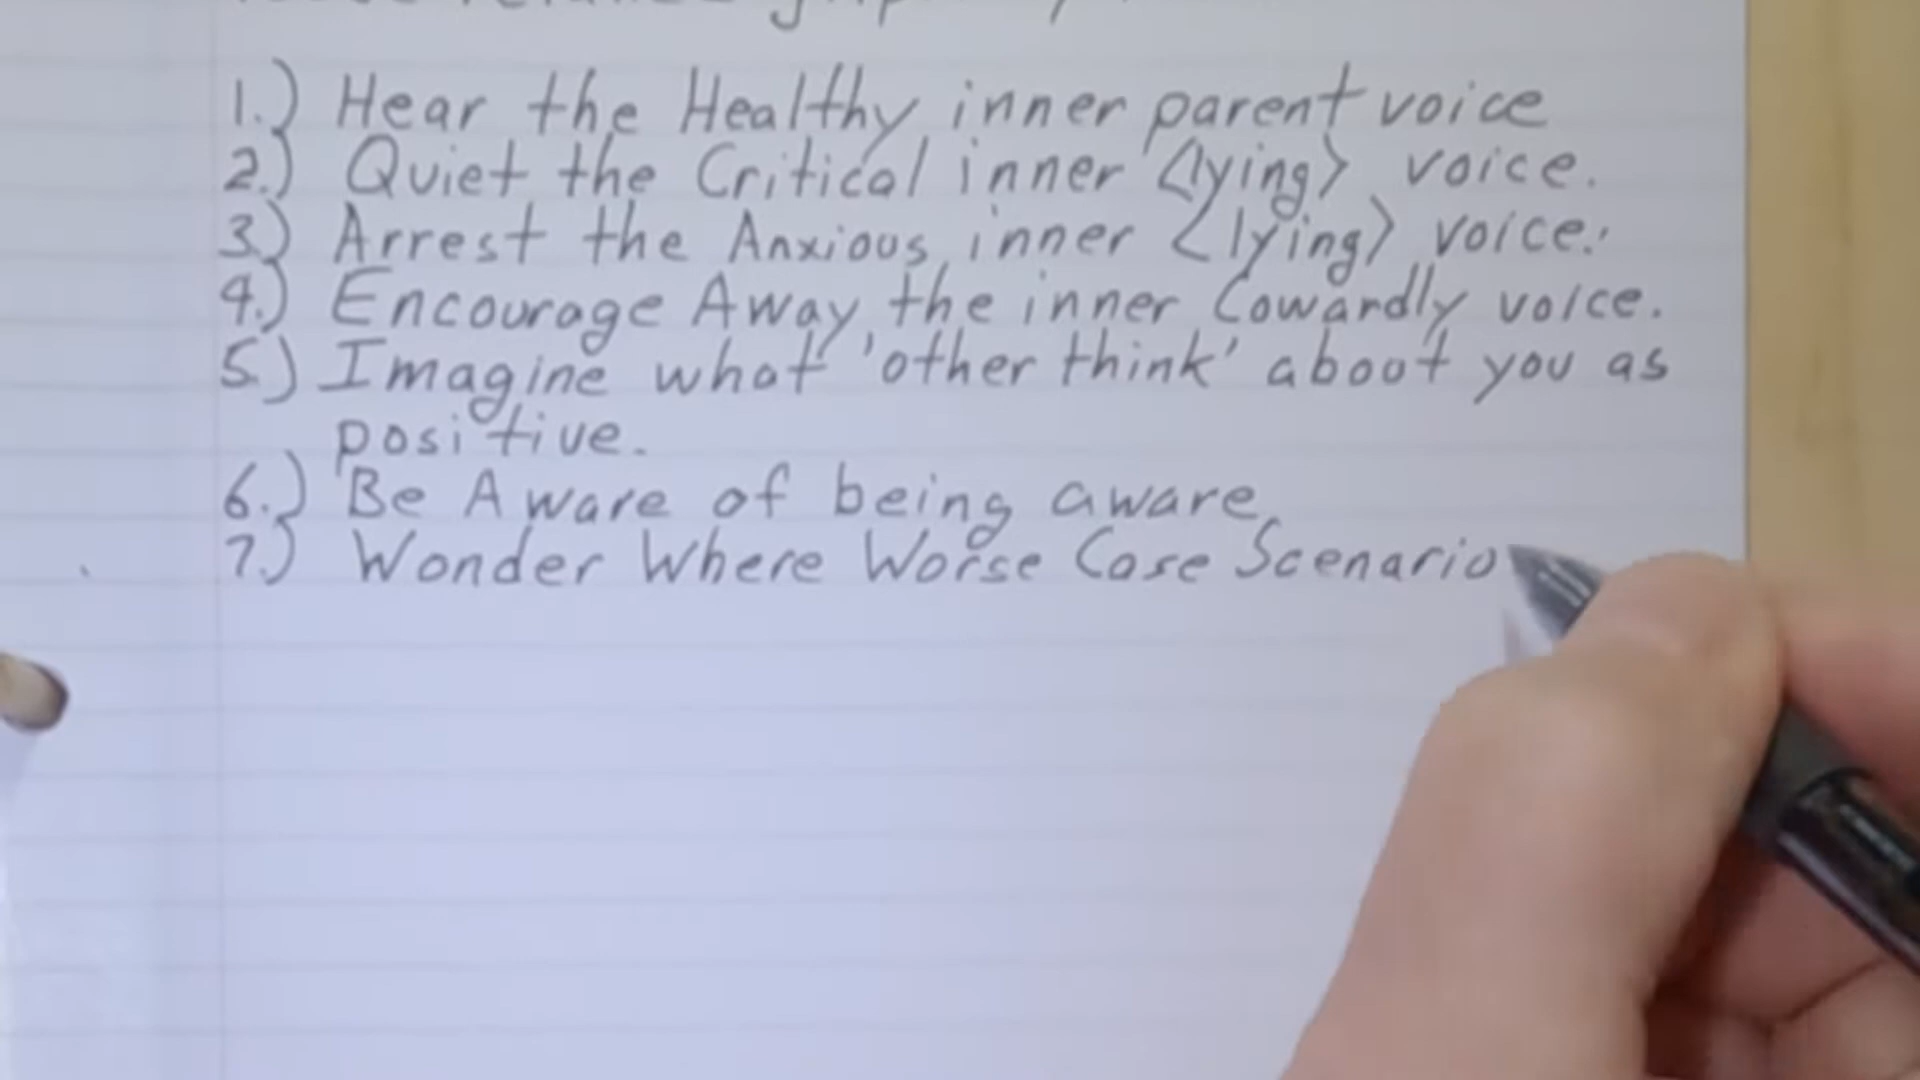 1.) Hear the Healthy inner parent voice
2.) Quiet the Critical inner <lying> voice.
3.) Arrest the Anxious inner <lying> voice.
4.) Encourage Away the inner Cowardly voice.
5.) Imagine what 'other think' about you as
positive.
6.) Be Aware of being aware
7.) Wonder Where Worse Case Scenario